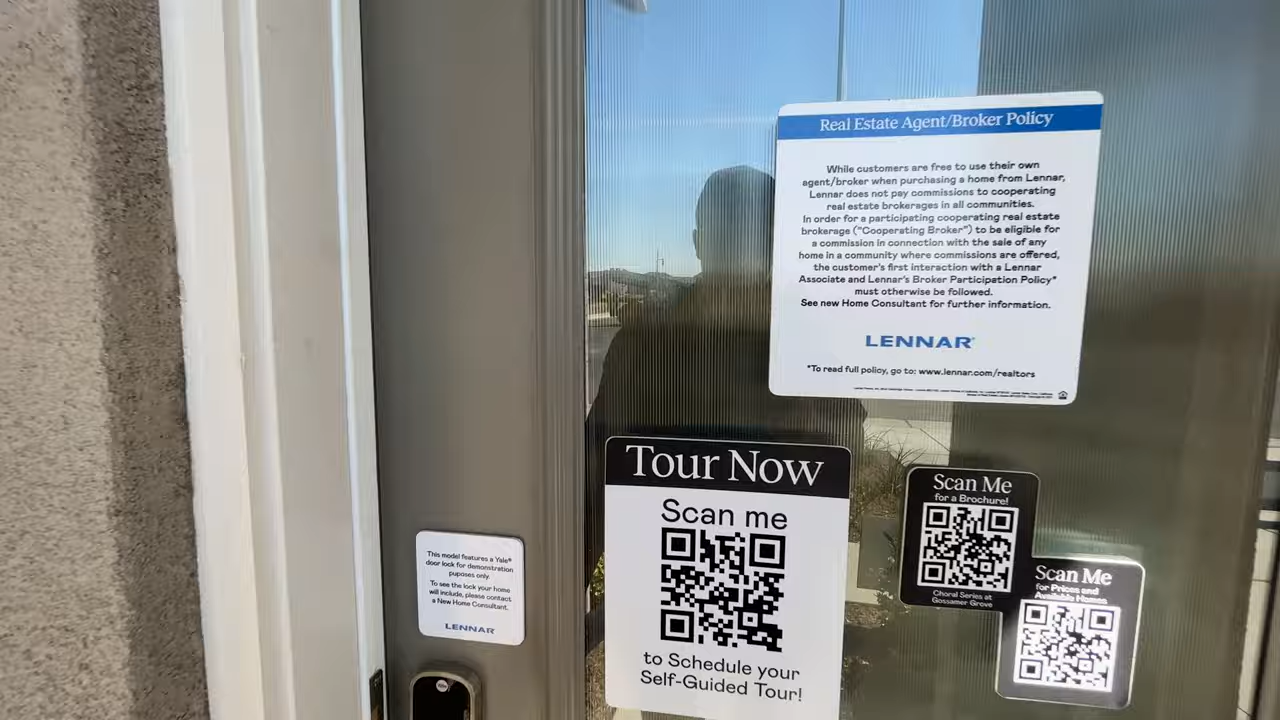 Real Estate Agent/Broker Policy
While customers are free to use their own
agent/broker when purchasing a home from Lennar,
Lennar does not pay commissions to cooperating
real estate brokerages in all communities.
In order for a participating cooperating real estate
brokerage ("Cooperating Broker") to be eligible for
a commission in connection with the sale of any
home in a community where commissions are offered,
the customer's first interaction with a Lennar
Associate and Lennar's Broker Participation Policy*
must otherwise be followed.
See new Home Consultant for further information.
LENNAR
*To read full policy, go to: www.lennar.com/realtors
Tour Now
Scan me
to Schedule your
Self-Guided Tour!
Scan Me
for a Brochure!
Choral Series at
Gossamer Grove
Scan Me
for Prices and
Available Homes
This model features a Yale®
door lock for demonstration
puposes only.
To see the lock your home
will include, please contact
a New Home Consultant.
LENNAR